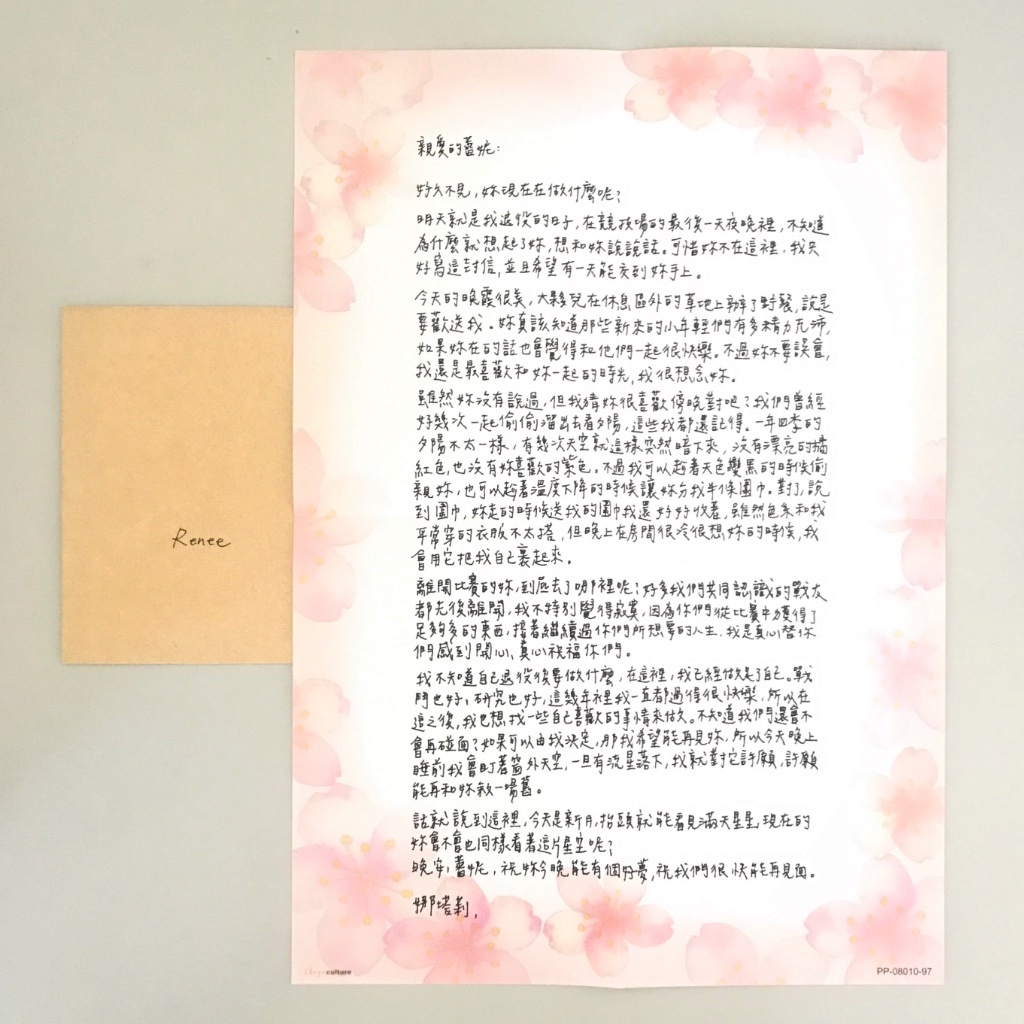 Renee
親愛的蕾妮:
好久不見,妳現在在做什麼呢?
明天就是我退役的日子,在競技場的最後一天夜晚裡,不知道
為什麼就想起了妳,想和妳說說話。可惜妳不在這裡,我只
好寫這封信,並且希望有一天能交到妳手上。
今天的晚霞很美,大夥兒在休息區外的草地上辦了野餐,說是
要歡送我。妳真該知道那些新來的小年輕們有多精力充沛,
如果妳在的話也會覺得和他們一起很快樂。不過妳不要誤會,
我還是最喜歡和妳一起的時光,我很想念妳。
雖然妳沒有說過,但我猜妳很喜歡傍晚對吧?我們曾經
好幾次一起偷偷溜出去看夕陽,這些我都還記得。一年四季的
夕陽不太一樣,有幾次天空就這樣突然暗下來,沒有漂亮的橘
紅色,也沒有妳喜歡的紫色。不過我可以趁著天色變黑的時候偷
親妳,也可以趁著溫度下降的時候讓妳分我半條圍巾。對了,說
到圍巾,妳走的時候送我的圍巾我還好好收著,雖然色系和我
平常穿的衣服不太搭,但晚上在房間很冷很想妳的時候,我
會用它把我自己裹起來。
離開比賽的妳,到底去了哪裡呢?好多我們共同認識的戰友
都先後離開,我不特別覺得寂寞,因為你們從比賽中獲得了
足夠多的東西,接著繼續過你們所想要的人生,我是真心替你
們感到開心、真心祝福你們。
我不知道自己退役後要做什麼,在這裡,我已經做足了自己。戰
鬥也好,研究也好,這幾年裡我一直都過得很快樂,所以在
這之後,我也想找一些自己喜歡的事情來做。不知道我們還會不
會再碰面?如果可以由我決定,那我希望能再見妳,所以今天晚上
睡前我會盯著窗外天空,一旦有流星落下,我就對它許願,許願
能再和妳敘一場舊。
話就說到這裡,今天是新月,抬頭就能看見滿天星星,現在的
妳會不會也同樣看著這片星空呢?
晚安,蕾妮,祝妳今晚能有個好夢,祝我們很快能再見面。
娜塔莉,
culture
PP-08010-97